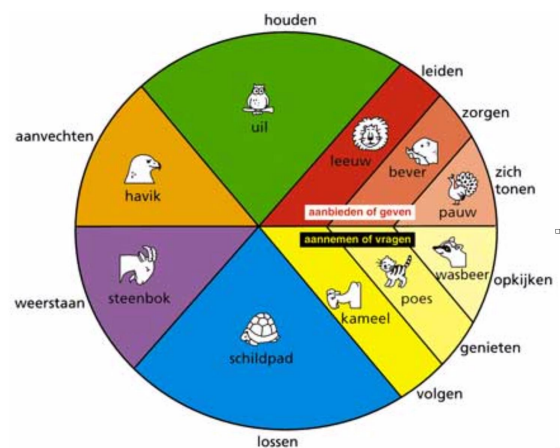 houden
leiden
zorgen
zich
tonen
opkijken
genieten
volgen
lossen
weerstaan
aanvechten
uil
leeuw
bever
pauw
aanbieden of geven
aannemen of vragen
wasbeer
poes
kameel
schildpad
steenbok
havik